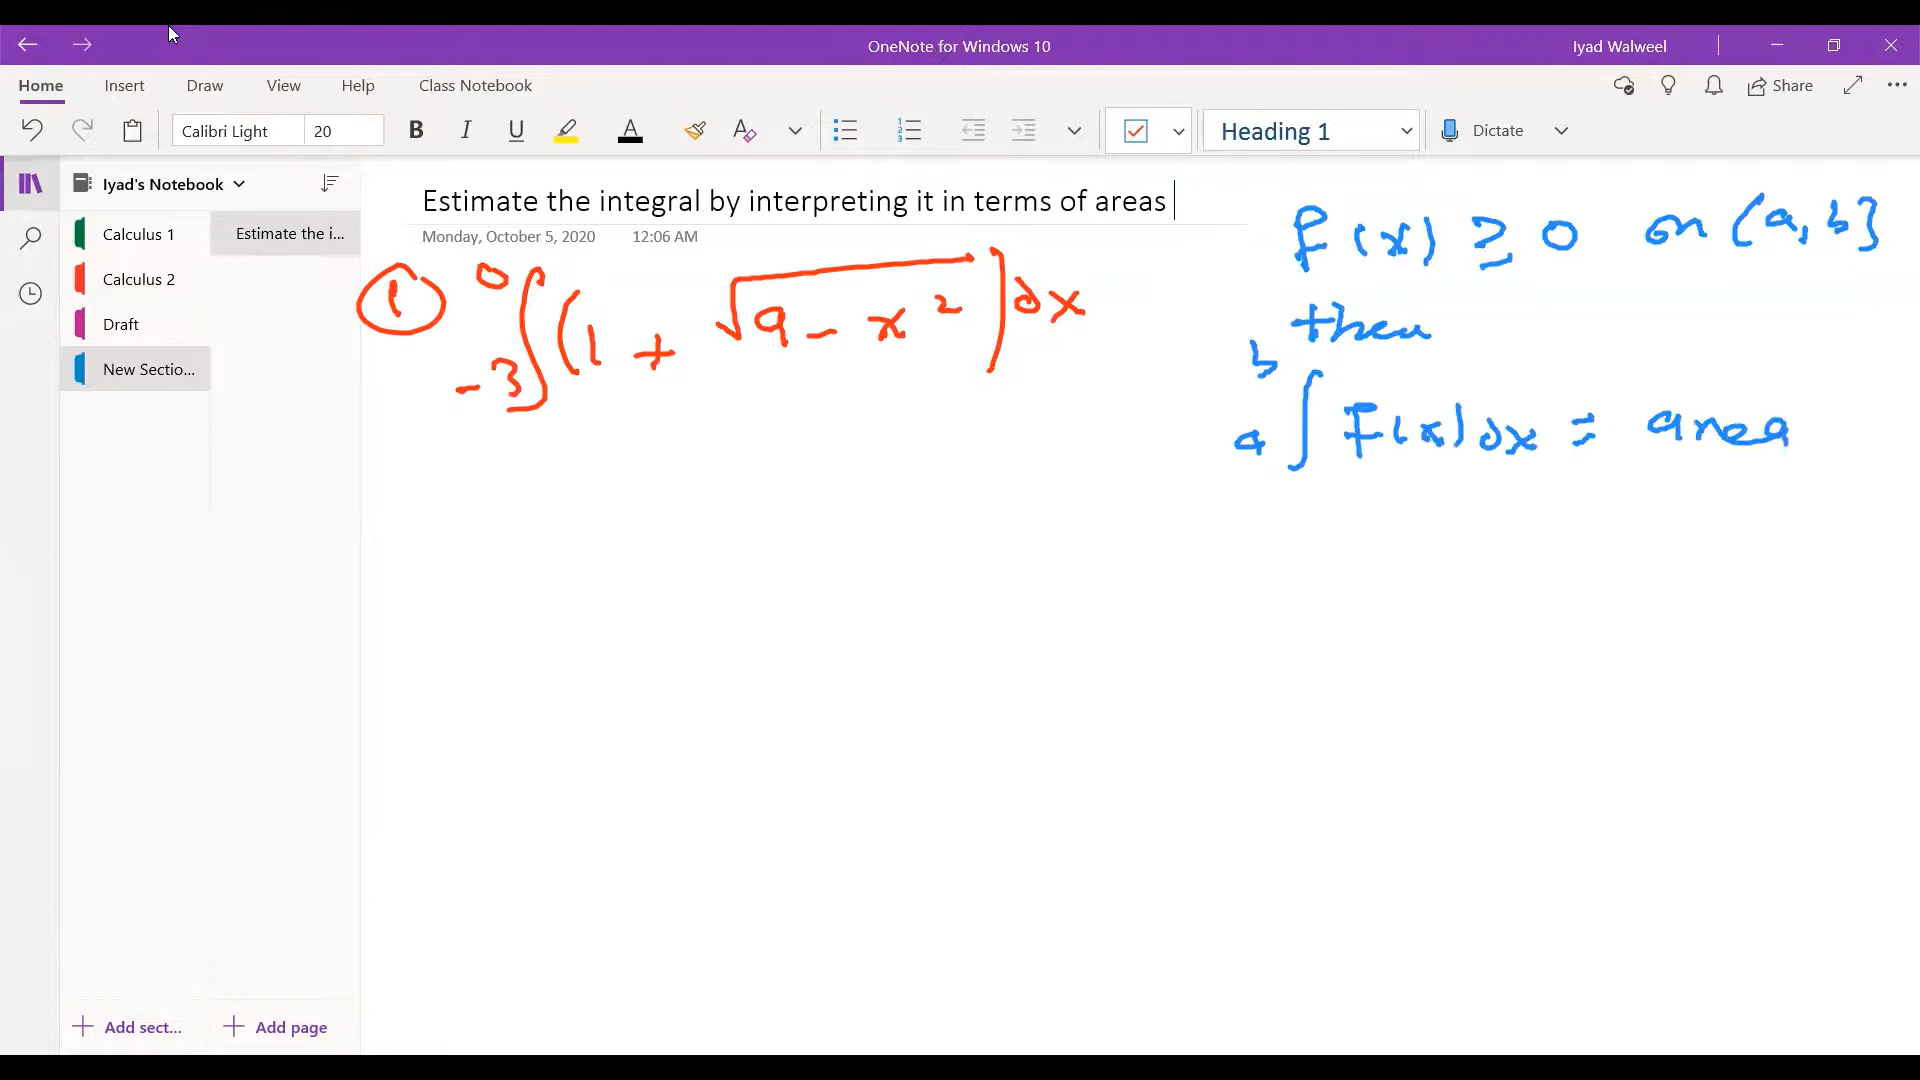 OneNote for Windows 10
Iyad Walweel
Home Insert Draw View Help Class Notebook
Share
Calibri Light 20 B I U A Heading 1 Dictate
Iyad's Notebook
Calculus 1
Calculus 2
Draft
New Sectio...
Estimate the i...
Estimate the integral by interpreting it in terms of areas
Monday, October 5, 2020 12:06 AM
① ∫_{-3}^{0} (1 + √(9 - x²)) dx
f(x) ≥ 0 on [a, b]
then
∫_{a}^{b} f(x) dx = area
+ Add sect...
+ Add page